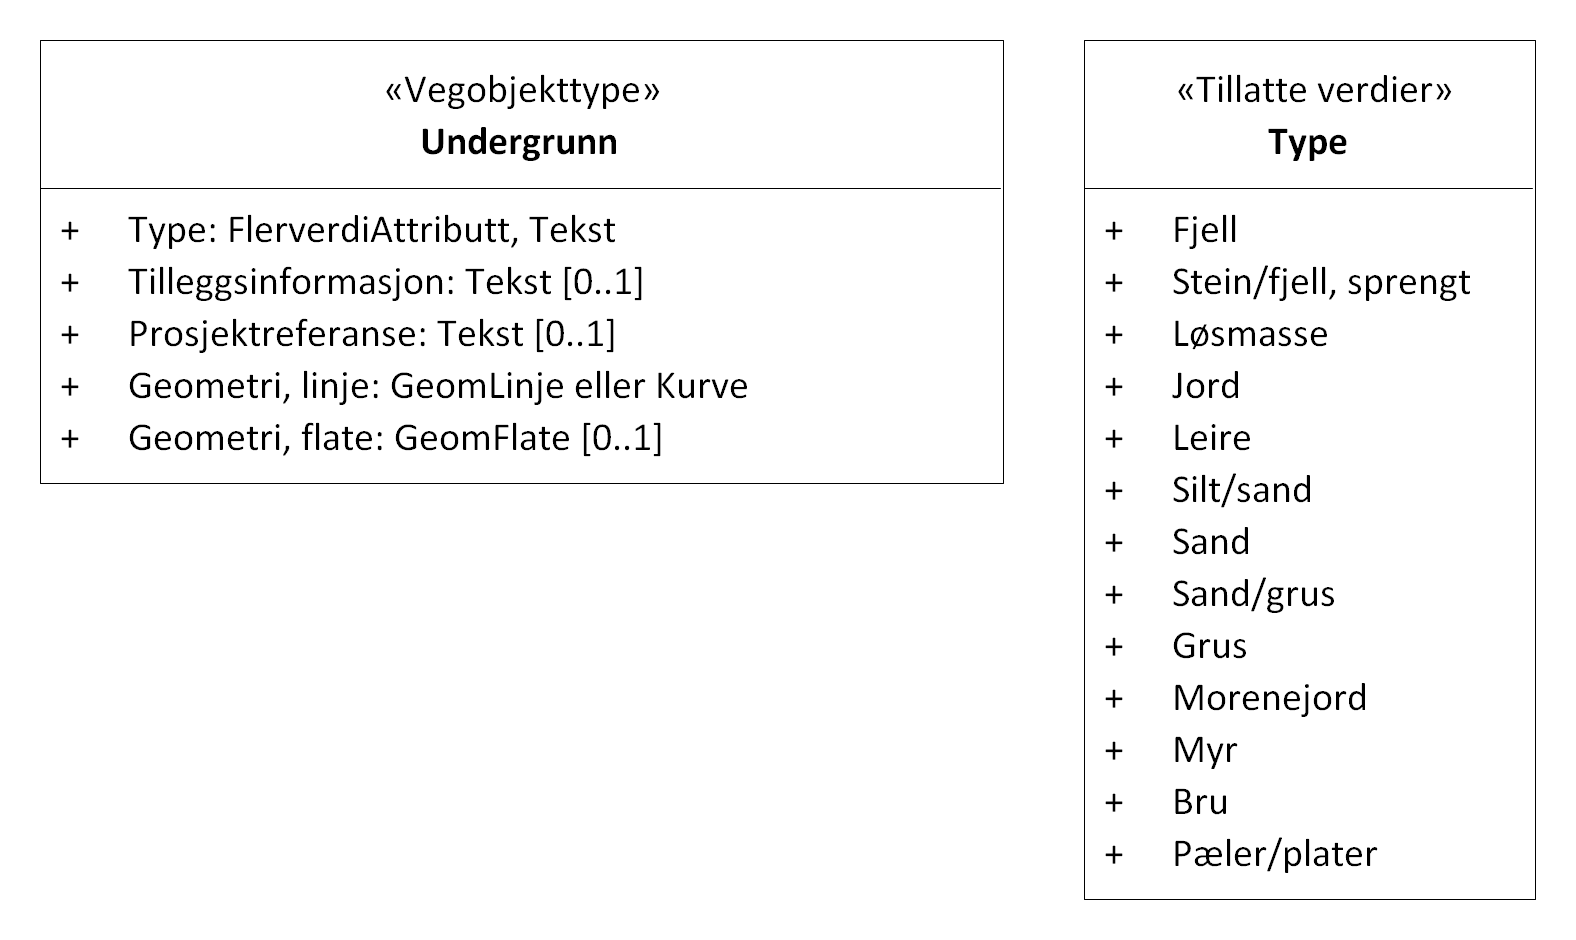 «Vegobjekttype»
Undergrunn
+ Type: FlerverdiAttributt, Tekst
+ Tilleggsinformasjon: Tekst [0..1]
+ Prosjektreferanse: Tekst [0..1]
+ Geometri, linje: GeomLinje eller Kurve
+ Geometri, flate: GeomFlate [0..1]
«Tillatte verdier»
Type
+ Fjell
+ Stein/fjell, sprengt
+ Løsmasse
+ Jord
+ Leire
+ Silt/sand
+ Sand
+ Sand/grus
+ Grus
+ Morenejord
+ Myr
+ Bru
+ Pæler/plater